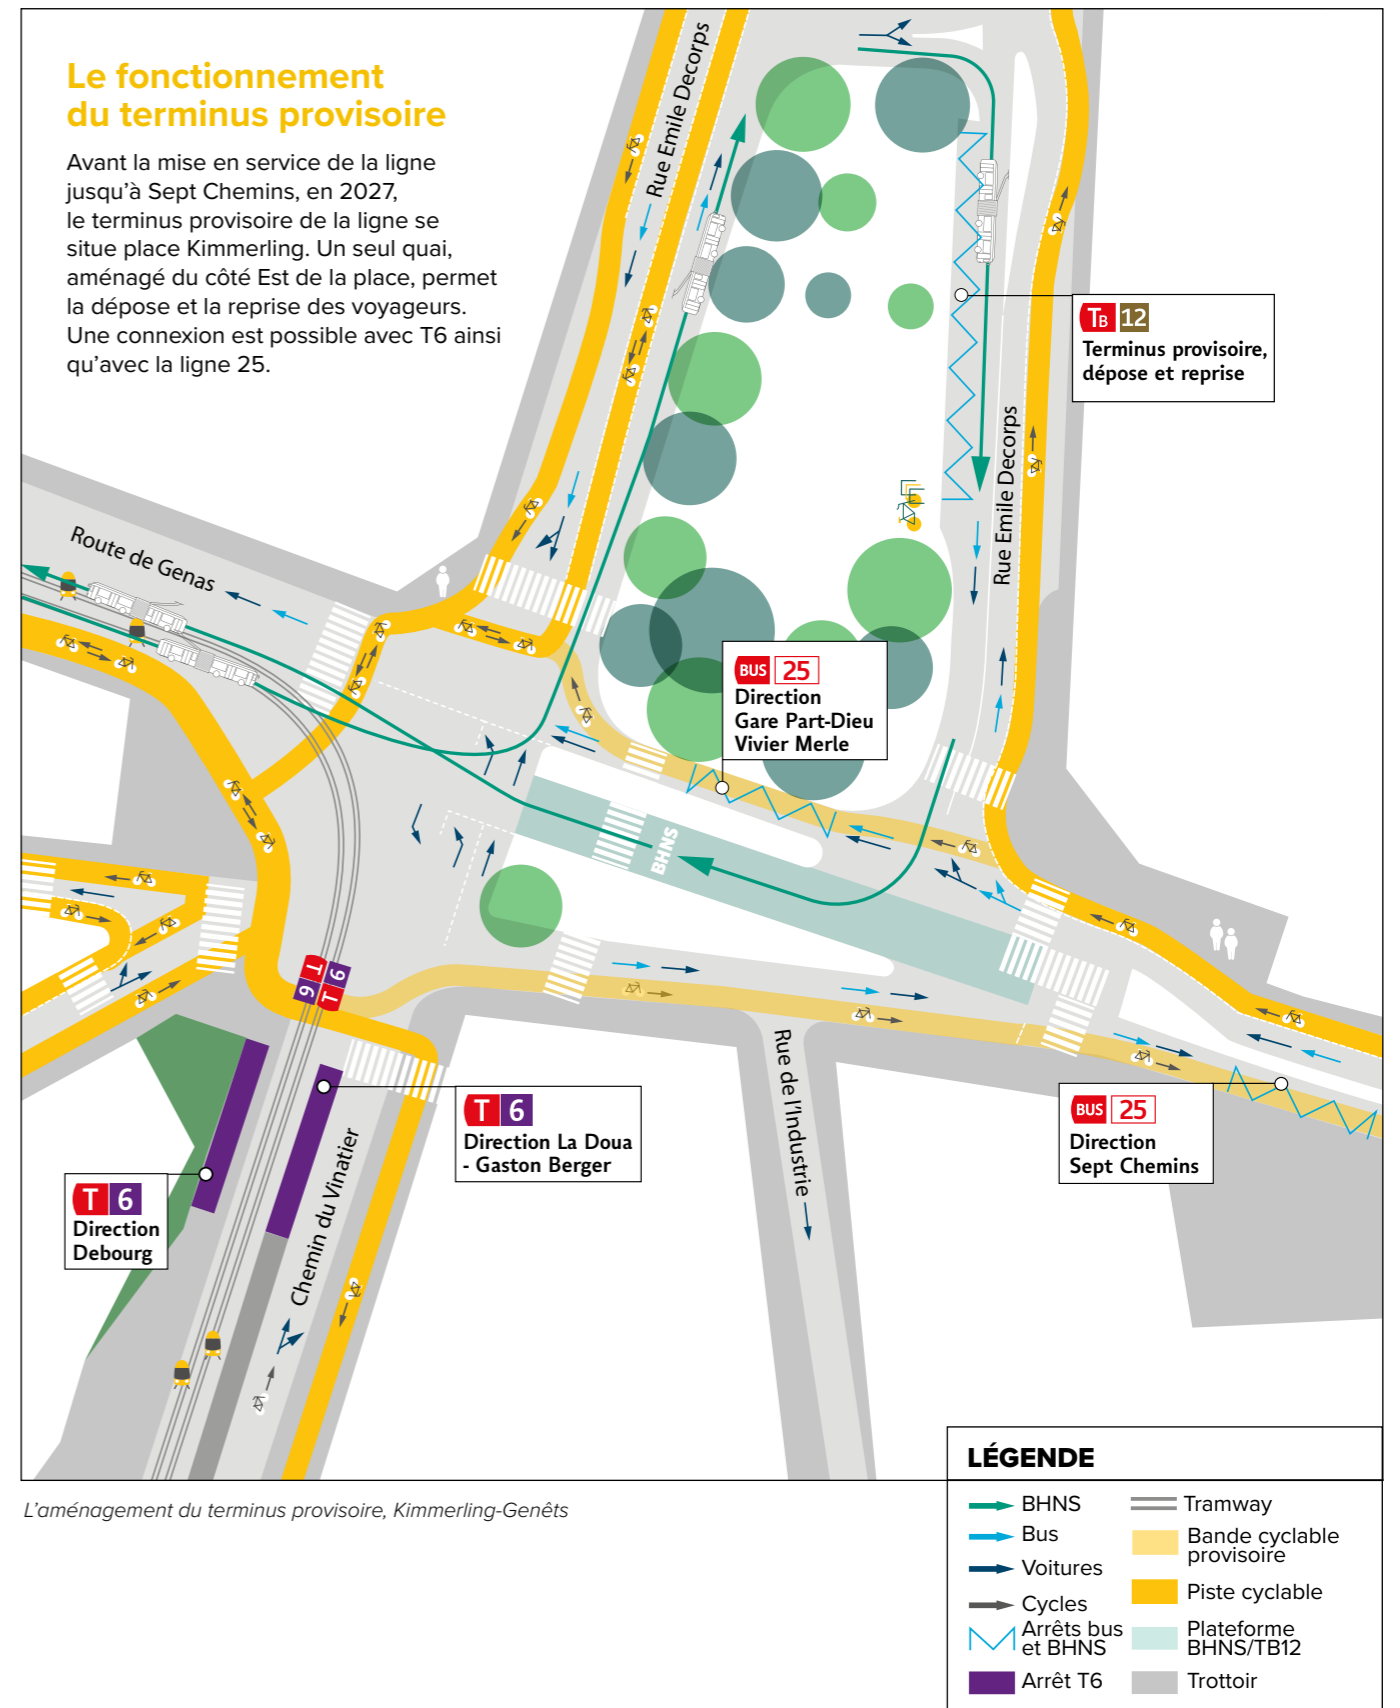 Le fonctionnement
du terminus provisoire
Avant la mise en service de la ligne
jusqu'à Sept Chemins, en 2027,
le terminus provisoire de la ligne se
situe place Kimmerling. Un seul quai,
aménagé du côté Est de la place, permet
la dépose et la reprise des voyageurs.
Une connexion est possible avec T6 ainsi
qu'avec la ligne 25.
Rue Emile Decorps
TB 12
Terminus provisoire,
dépose et reprise
Rue Emile Decorps
Route de Genas
BUS 25
Direction
Gare Part-Dieu
Vivier Merle
BHNS
T 6
T 6
Rue de l'Industrie
T 6
Direction La Doua
- Gaston Berger
BUS 25
Direction
Sept Chemins
Chemin du Vinatier
T 6
Direction
Debourg
LÉGENDE
BHNS
Bus
Voitures
Cycles
Arrêts bus
et BHNS
Arrêt T6
Tramway
Bande cyclable
provisoire
Piste cyclable
Plateforme
BHNS/TB12
Trottoir
L'aménagement du terminus provisoire, Kimmerling-Genêts